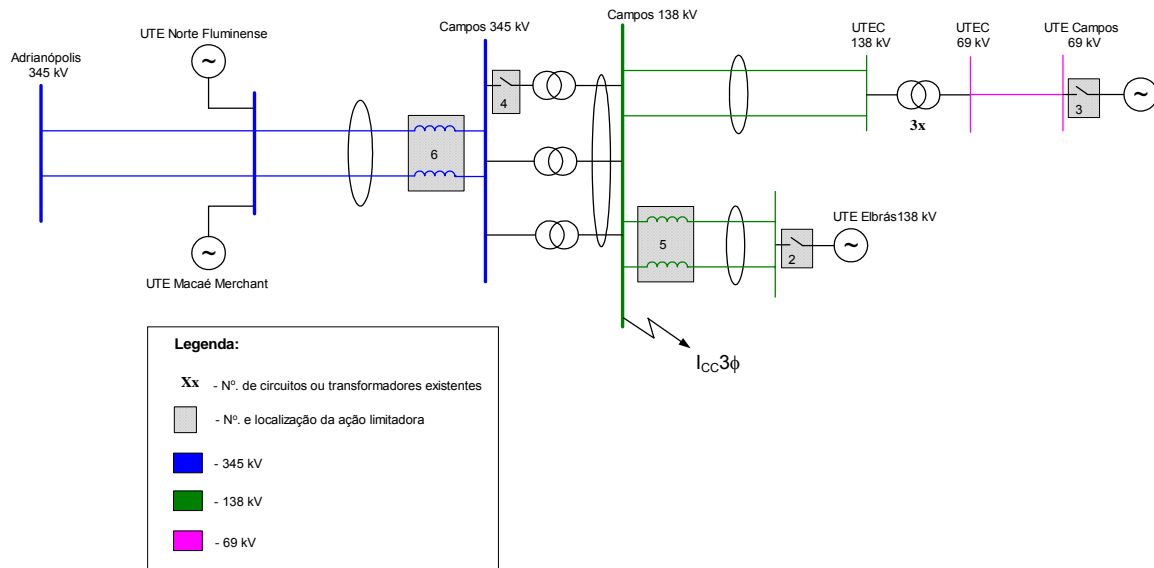 Campos 345 kV
Campos 138 kV
UTEC
138 kV
UTEC
69 kV
UTE Campos
69 kV
UTE Norte Fluminense
Adrianópolis
345 kV
~
~
4
3x
3
6
5
UTE Elbrás138 kV
~
2
~
UTE Macaé Merchant
I_CC3ϕ
Legenda:
Xx - Nº. de circuitos ou transformadores existentes
- Nº. e localização da ação limitadora
- 345 kV
- 138 kV
- 69 kV